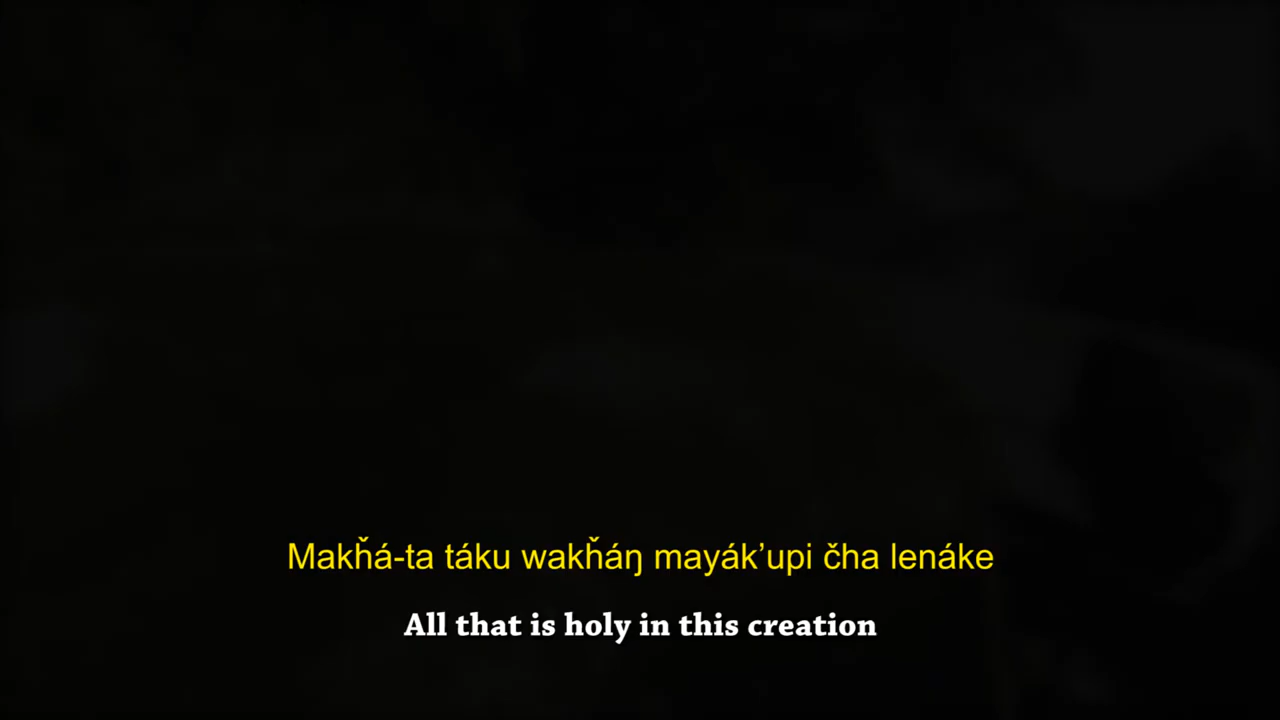 Makȟá-ta táku wakȟáŋ mayák’upi čha lenáke
All that is holy in this creation